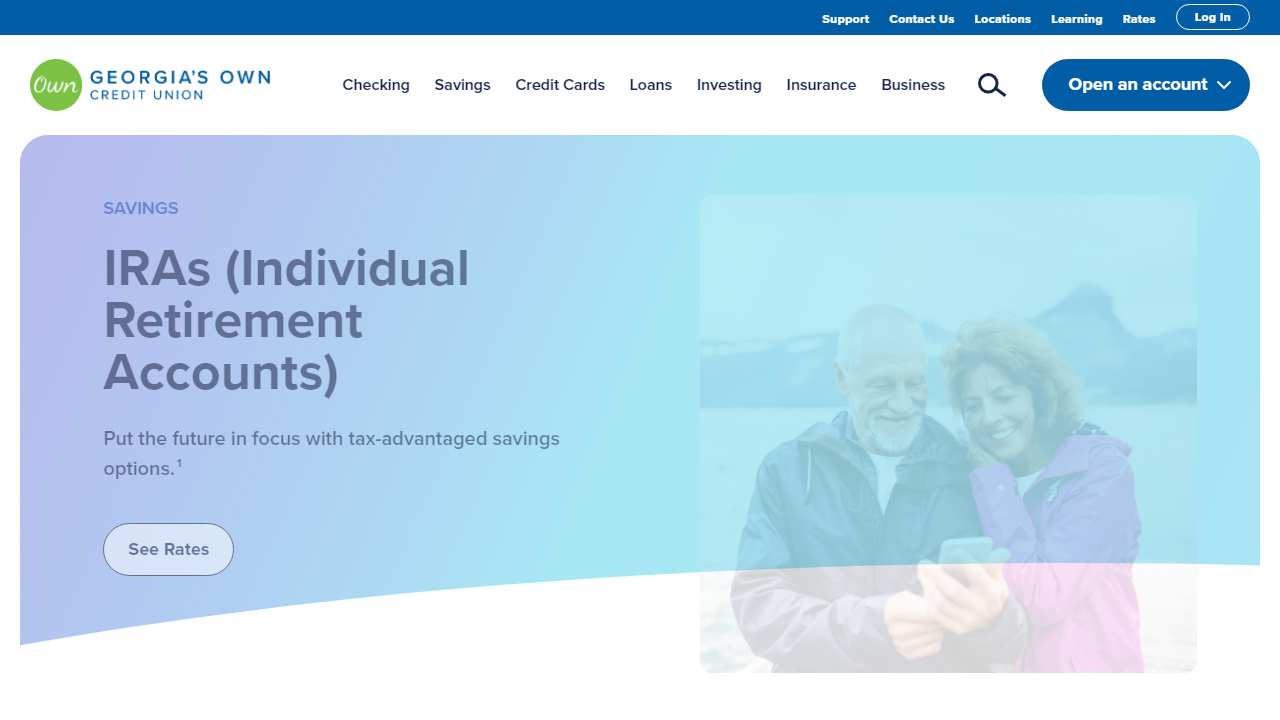 Support Contact Us Locations Learning Rates Log In
Own GEORGIA'S OWN
CREDIT UNION
Checking Savings Credit Cards Loans Investing Insurance Business Open an account
SAVINGS
IRAs (Individual
Retirement
Accounts)
Put the future in focus with tax-advantaged savings
options.¹
See Rates